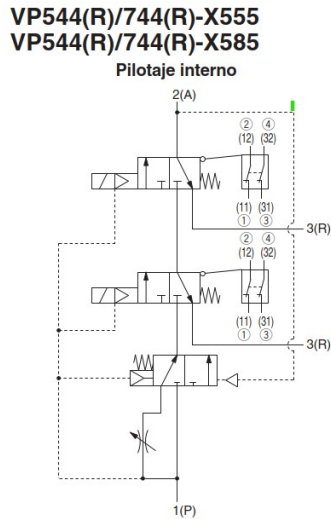 VP544(R)/744(R)-X555
VP544(R)/744(R)-X585
Pilotaje interno
2(A)
② ④
(12) (32)
(11) (31)
① ③
3(R)
② ④
(12) (32)
(11) (31)
① ③
3(R)
1(P)